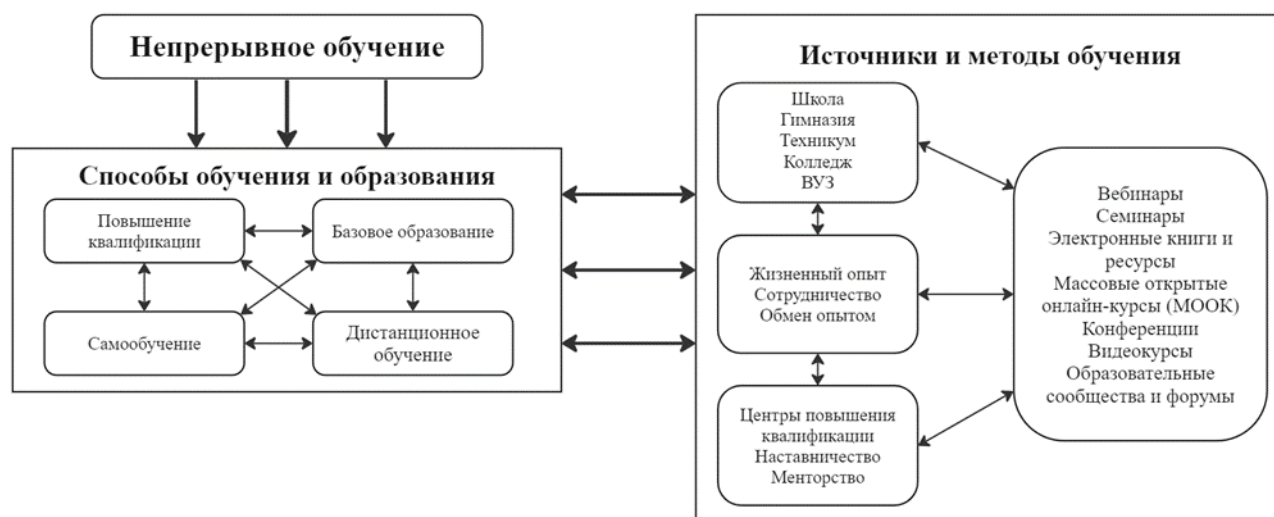 Непрерывное обучение
Способы обучения и образования
Повышение
квалификации
Базовое образование
Самообучение
Дистанционное
обучение
Источники и методы обучения
Школа
Гимназия
Техникум
Колледж
ВУЗ
Жизненный опыт
Сотрудничество
Обмен опытом
Центры повышения
квалификации
Наставничество
Менторство
Вебинары
Семинары
Электронные книги и
ресурсы
Массовые открытые
онлайн-курсы (МООК)
Конференции
Видеокурсы
Образовательные
сообщества и форумы